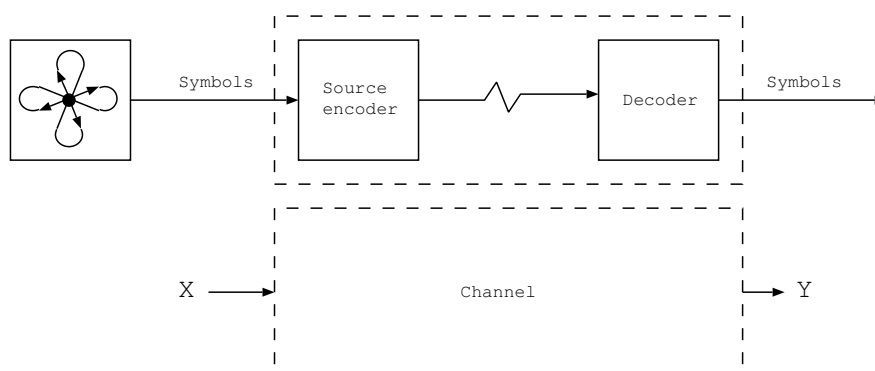 Symbols
Source
encoder
Decoder
Symbols
X
Channel
Y